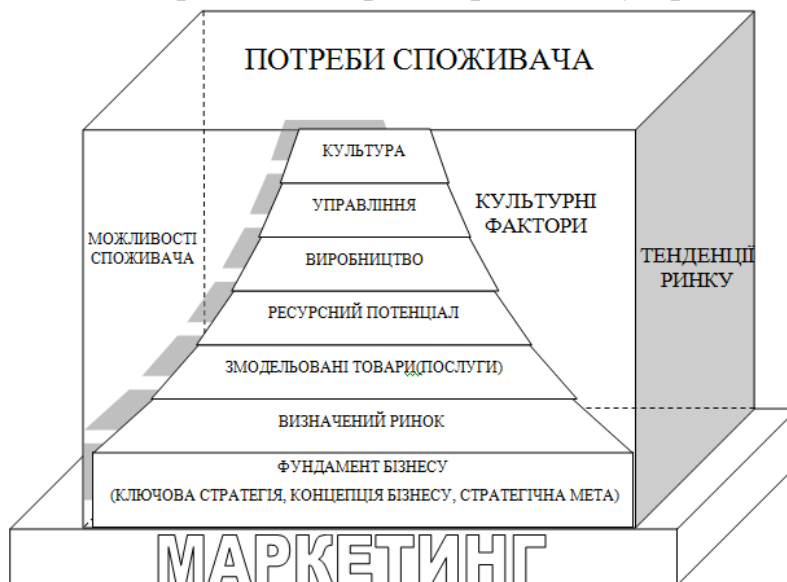 ПОТРЕБИ СПОЖИВАЧА
КУЛЬТУРА
УПРАВЛІННЯ
КУЛЬТУРНІ
ФАКТОРИ
МОЖЛИВОСТІ
СПОЖИВАЧА
ВИРОБНИЦТВО
ТЕНДЕНЦІЇ
РИНКУ
РЕСУРСНИЙ ПОТЕНЦІАЛ
ЗМОДЕЛЬОВАНІ ТОВАРИ(ПОСЛУГИ)
ВИЗНАЧЕНИЙ РИНОК
ФУНДАМЕНТ БІЗНЕСУ
(КЛЮЧОВА СТРАТЕГІЯ, КОНЦЕПЦІЯ БІЗНЕСУ, СТРАТЕГІЧНА МЕТА)
МАРКЕТИНГ